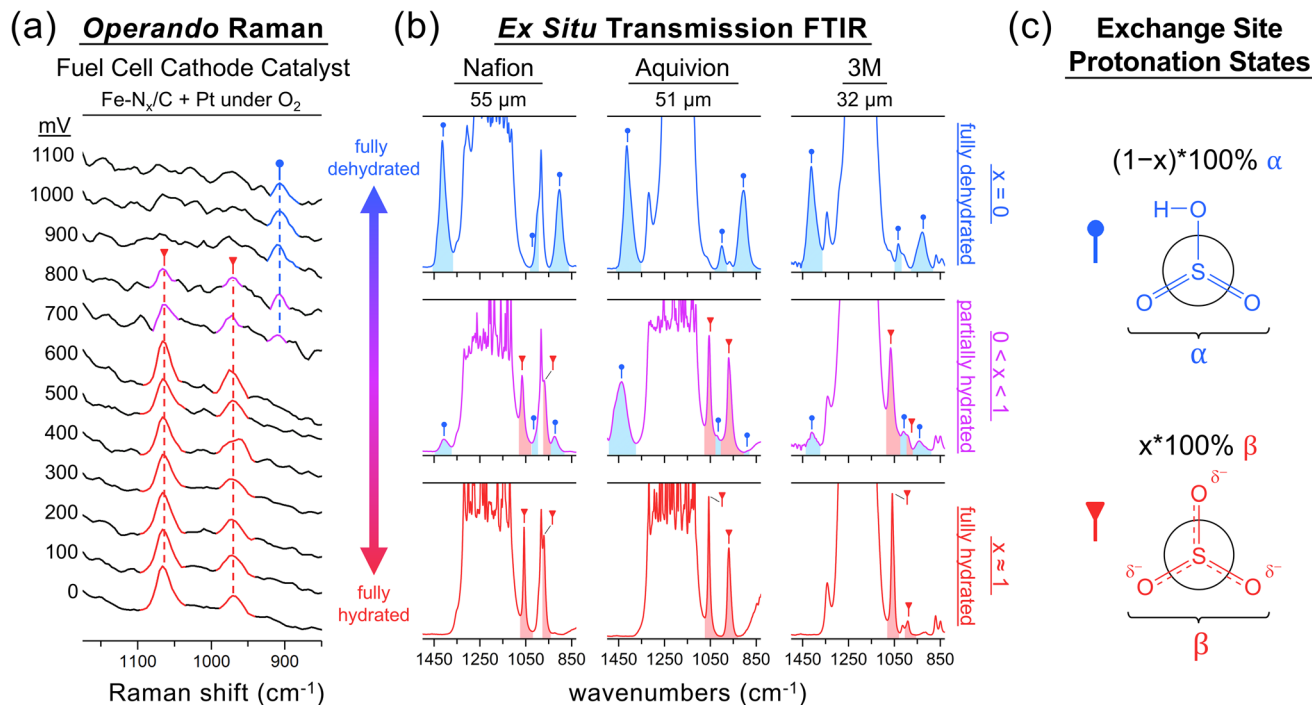 (a) Operando Raman
Fuel Cell Cathode Catalyst
Fe-Nx/C + Pt under O2
mV
1100
1000
900
800
700
600
500
400
300
200
100
0
1100 1000 900
Raman shift (cm-1)
fully
dehydrated
fully
hydrated
(b) Ex Situ Transmission FTIR
Nafion Aquivion 3M
55 µm 51 µm 32 µm
fully dehydrated
x = 0
partially hydrated
0 < x < 1
fully hydrated
x ≈ 1
1450 1250 1050 850 1450 1250 1050 850 1450 1250 1050 850
wavenumbers (cm-1)
(c) Exchange Site
Protonation States
(1−x)*100% α
H–O
S
O O
α
x*100% β
O δ−
S
δ− O O δ−
β